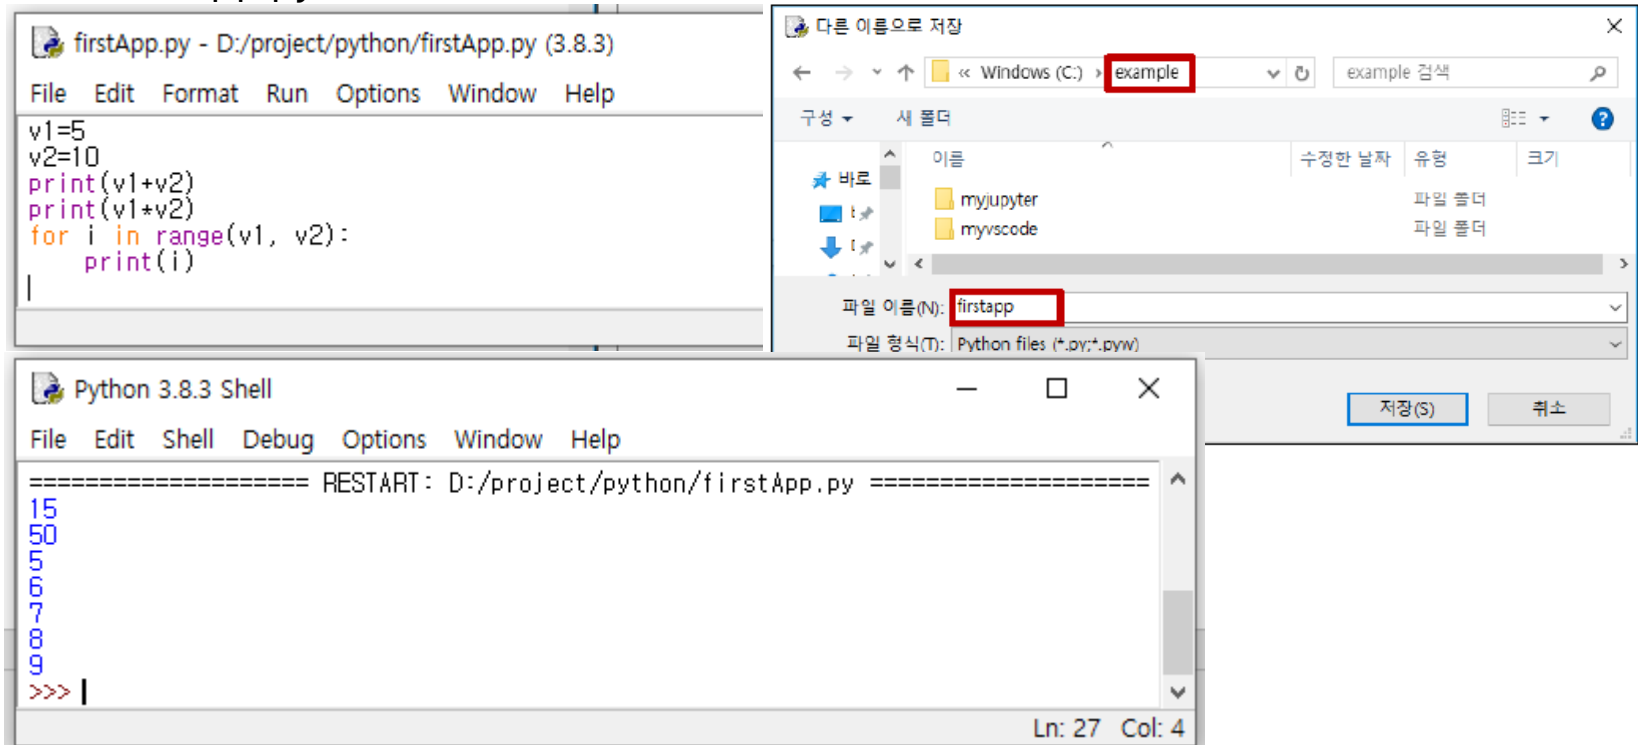 firstApp.py - D:/project/python/firstApp.py (3.8.3)
File Edit Format Run Options Window Help
v1=5
v2=10
print(v1+v2)
print(v1*v2)
for i in range(v1, v2):
    print(i)
다른 이름으로 저장
« Windows (C:) › example
example 검색
구성 새 폴더
이름 수정한 날짜 유형 크기
바로
myjupyter 파일 폴더
myvscode 파일 폴더
파일 이름(N): firstapp
파일 형식(T): Python files (*.py;*.pyw)
저장(S) 취소
Python 3.8.3 Shell
File Edit Shell Debug Options Window Help
==================== RESTART: D:/project/python/firstApp.py ====================
15
50
5
6
7
8
9
>>>
Ln: 27 Col: 4